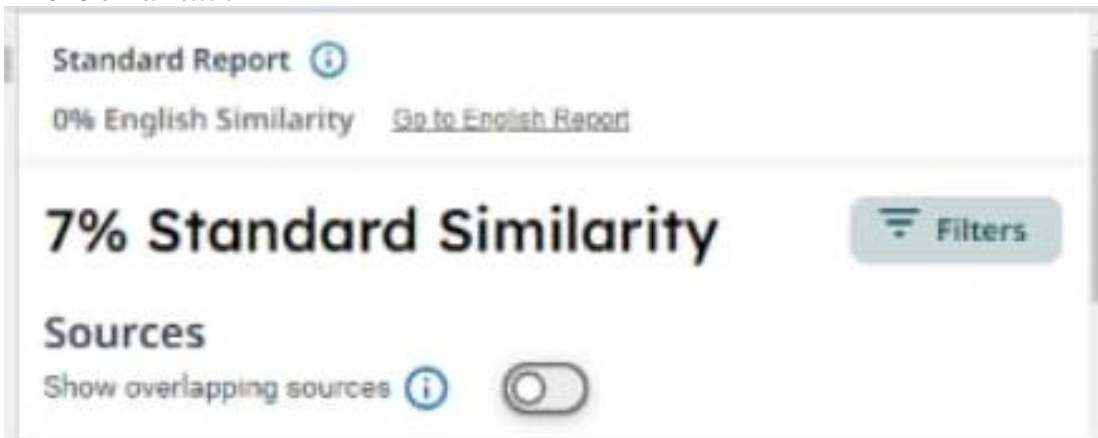 Standard Report
0% English Similarity Go to English Report
7% Standard Similarity Filters
Sources
Show overlapping sources